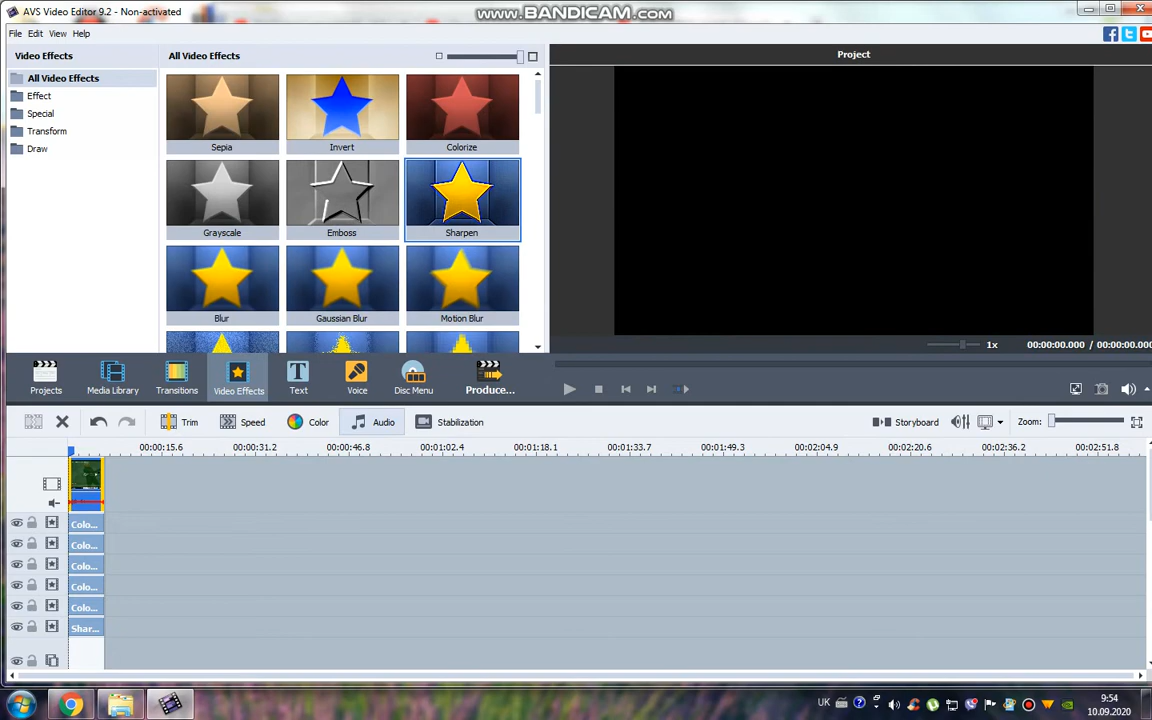 AVS Video Editor 9.2 - Non-activated
www.BANDICAM.com
File Edit View Help
Video Effects
All Video Effects
Project
All Video Effects
Effect
Special
Transform
Draw
Sepia
Invert
Colorize
Grayscale
Emboss
Sharpen
Blur
Gaussian Blur
Motion Blur
1x
00:00:00.000 / 00:00:00.000
Projects
Media Library
Transitions
Video Effects
Text
Voice
Disc Menu
Produce...
Trim
Speed
Color
Audio
Stabilization
Storyboard
Zoom:
00:00:15.6 00:00:31.2 00:00:46.8 00:01:02.4 00:01:18.1 00:01:33.7 00:01:49.3 00:02:04.9 00:02:20.6 00:02:36.2 00:02:51.8
Colo...
Colo...
Colo...
Colo...
Colo...
Shar...
UK
9:54
10.09.2020